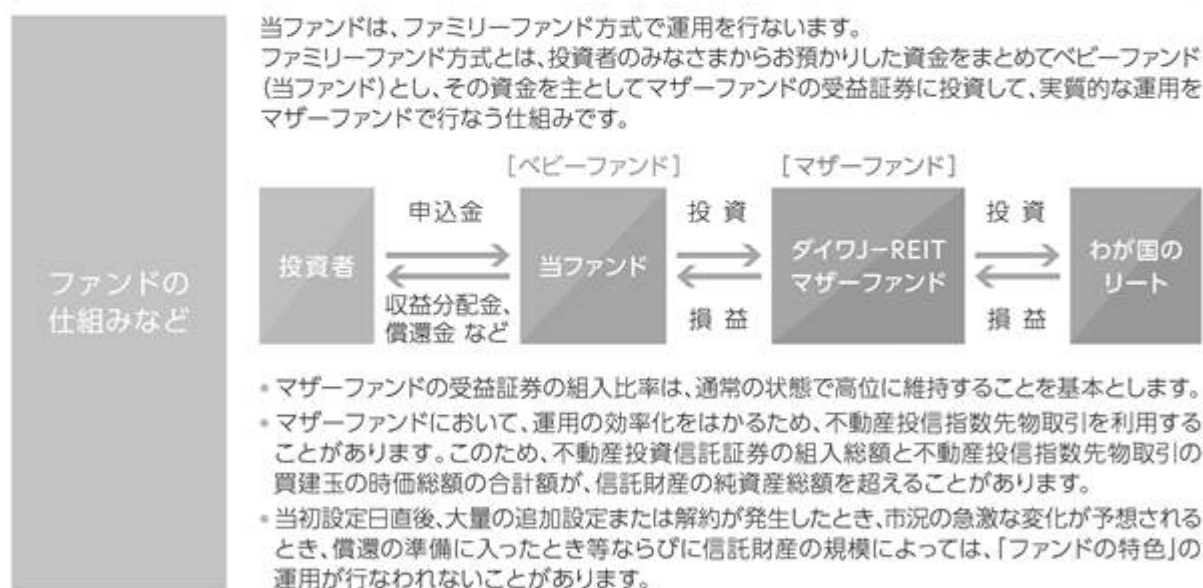 当ファンドは、ファミリーファンド方式で運用を行ないます。
ファミリーファンド方式とは、投資者のみなさまからお預かりした資金をまとめてベビーファンド
(当ファンド)とし、その資金を主としてマザーファンドの受益証券に投資して、実質的な運用を
マザーファンドで行なう仕組みです。
[ベビーファンド]
[マザーファンド]
申込金
投 資
投 資
投資者
当ファンド
ダイワJ-REIT
マザーファンド
わが国の
リート
収益分配金、
償還金 など
損 益
損 益
ファンドの
仕組みなど
• マザーファンドの受益証券の組入比率は、通常の状態で高位に維持することを基本とします。
• マザーファンドにおいて、運用の効率化をはかるため、不動産投信指数先物取引を利用する
ことがあります。このため、不動産投資信託証券の組入総額と不動産投信指数先物取引の
買建玉の時価総額の合計額が、信託財産の純資産総額を超えることがあります。
• 当初設定日直後、大量の追加設定または解約が発生したとき、市況の急激な変化が予想される
とき、償還の準備に入ったとき等ならびに信託財産の規模によっては、「ファンドの特色」の
運用が行なわれないことがあります。